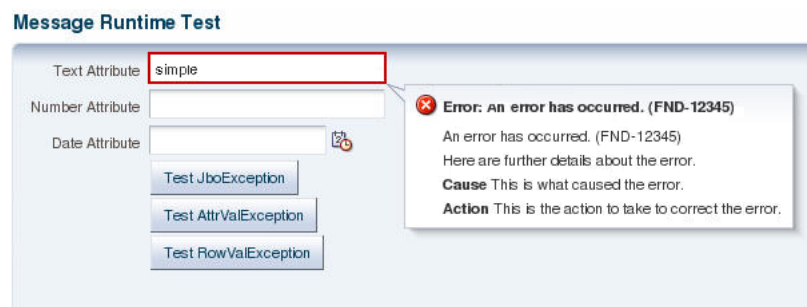 Message Runtime Test
Text Attribute simple
Number Attribute
Date Attribute
Test JboException
Test AttrValException
Test RowValException
Error: An error has occurred. (FND-12345)
An error has occurred. (FND-12345)
Here are further details about the error.
Cause This is what caused the error.
Action This is the action to take to correct the error.